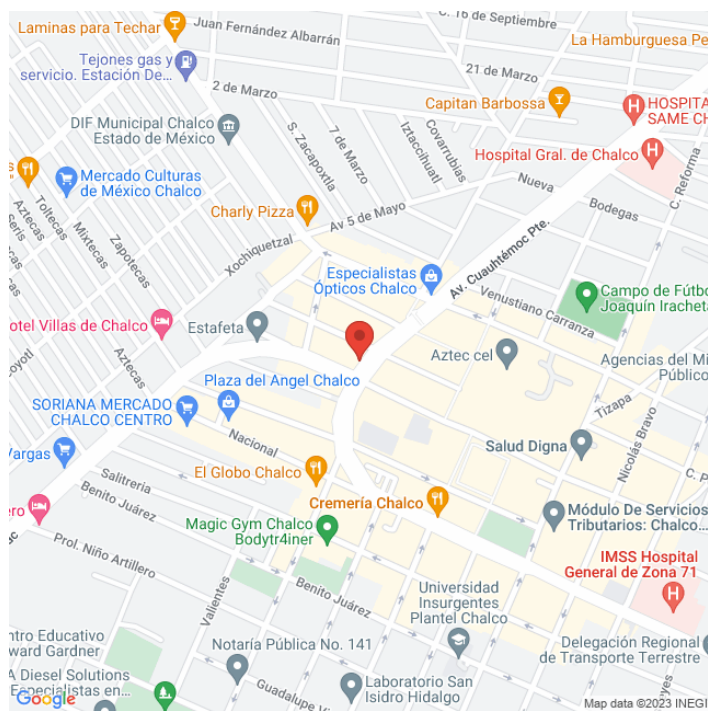 Laminas para Techar
Juan Fernández Albarrán
C. 16 de Septiembre
La Hamburguesa Pe
Tejones gas y
servicio. Estación De...
21 de Marzo
2 de Marzo
Capitan Barbossa
HOSPITA
SAME CH
DIF Municipal Chalco
Estado de México
S. Zacapoxtla
7 de Marzo
Iztaccihuatl
Covarrubias
Hospital Gral. de Chalco
C. Reforma
Mercado Culturas
de México Chalco
Aztecas
Seris
Toltecas
Mixtecas
Zapotecas
Nueva
Bodegas
Charly Pizza
Av 5 de Mayo
Xochiquetzal
Av. Cuauhtémoc Pte.
Especialistas
Ópticos Chalco
Venustiano Carranza
Campo de Fútbo
Joaquín Iracheta
otel Villas de Chalco
Estafeta
oyotl
Aztecas
Aztec cel
Agencias del Mi
Público
Plaza del Angel Chalco
SORIANA MERCADO
CHALCO CENTRO
Tizapa
Nicolás Bravo
Nacional
Salud Digna
Vargas
El Globo Chalco
C. P
Salitreria
Cremería Chalco
Benito Juárez
ero
Magic Gym Chalco
Bodytr4iner
Módulo De Servicios
Tributarios: Chalco...
Prol. Niño Artillero
IMSS Hospital
General de Zona 71
Valientes
Benito Juárez
Universidad
Insurgentes
Plantel Chalco
ntro Educativo
ward Gardner
Notaría Pública No. 141
Delegación Regional
de Transporte Terrestre
A Diesel Solutions
Especialistas en...
Laboratorio San
Isidro Hidalgo
Guadalupe V
eyes
Google
Map data ©2023 INEGI